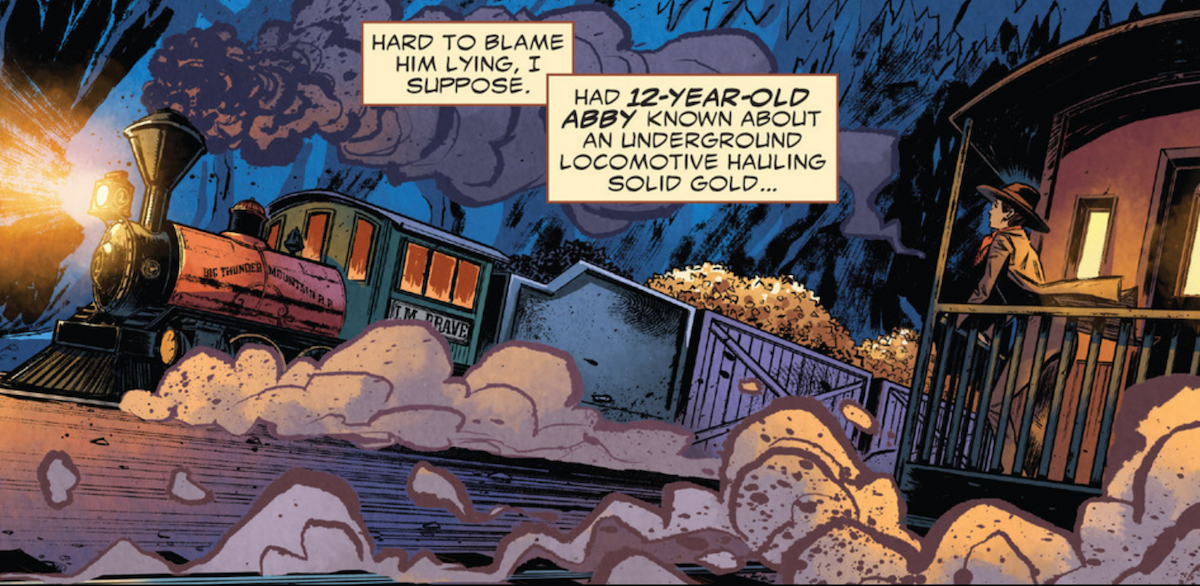 HARD TO BLAME
HIM LYING, I
SUPPOSE.
HAD 12-YEAR-OLD
ABBY KNOWN ABOUT
AN UNDERGROUND
LOCOMOTIVE HAULING
SOLID GOLD...
BIG THUNDER MOUNTAIN R.R.
I.M. BRAVE